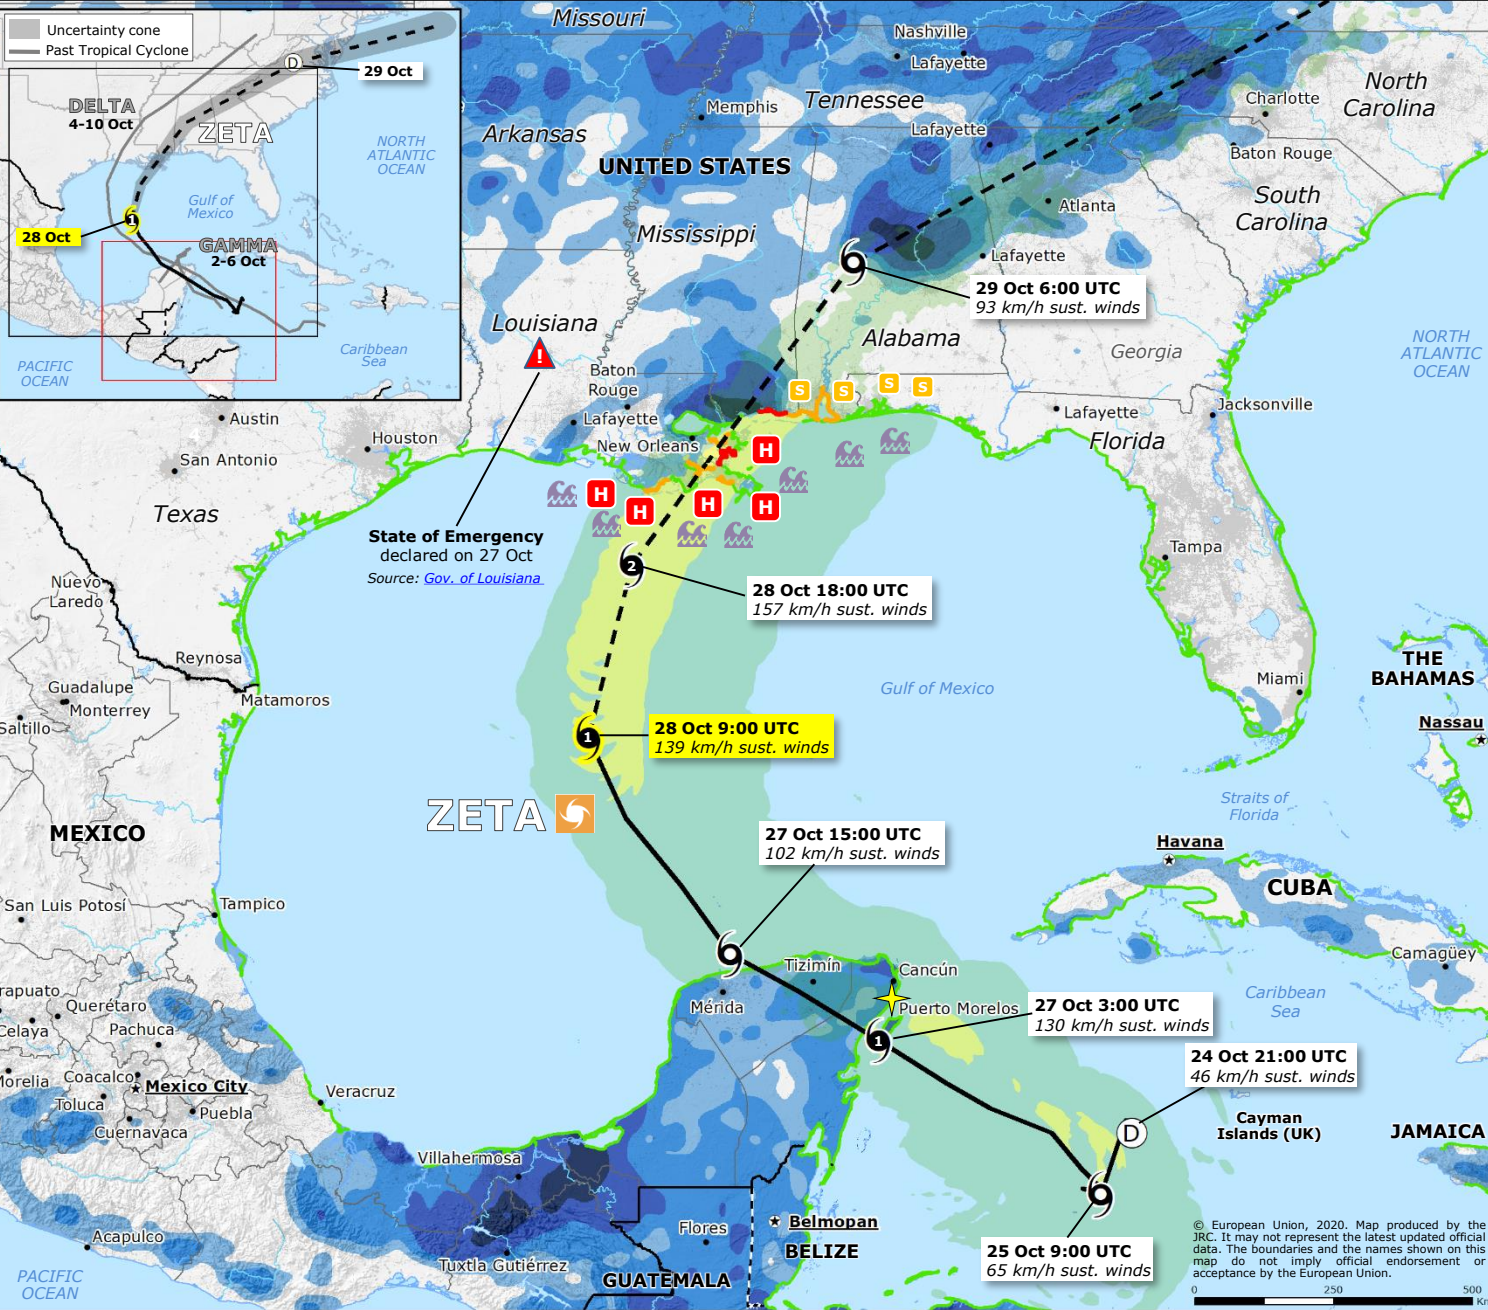 Uncertainty cone
Past Tropical Cyclone
D
29 Oct
DELTA
4-10 Oct
ZETA
NORTH
ATLANTIC
OCEAN
Gulf of
Mexico
1
28 Oct
GAMMA
2-6 Oct
PACIFIC
OCEAN
Caribbean
Sea
Missouri
Nashville
Lafayette
Memphis
Tennessee
Arkansas
Lafayette
Charlotte
North
Carolina
Baton Rouge
UNITED STATES
South
Carolina
Atlanta
Mississippi
Lafayette
29 Oct 6:00 UTC
93 km/h sust. winds
Louisiana
!
Alabama
Georgia
NORTH
ATLANTIC
OCEAN
Baton
Rouge
S
S
S
S
Lafayette
Lafayette
Jacksonville
Austin
Houston
New Orleans
Florida
San Antonio
H
H
H
H
H
Texas
State of Emergency
declared on 27 Oct
Source: Gov. of Louisiana
Tampa
2
28 Oct 18:00 UTC
157 km/h sust. winds
Nuevo
Laredo
Reynosa
Matamoros
Guadalupe
Monterrey
Saltillo
Gulf of Mexico
Miami
THE
BAHAMAS
Nassau
1
28 Oct 9:00 UTC
139 km/h sust. winds
ZETA
MEXICO
Straits of
Florida
27 Oct 15:00 UTC
102 km/h sust. winds
Havana
CUBA
San Luis Potosí
Tampico
Camagüey
Tizimín
Cancún
Mérida
Puerto Morelos
27 Oct 3:00 UTC
130 km/h sust. winds
1
Caribbean
Sea
rapuato
Querétaro
Celaya
Pachuca
24 Oct 21:00 UTC
46 km/h sust. winds
Morelia
Coacalco
Mexico City
Toluca
Puebla
Cuernavaca
Veracruz
D
Cayman
Islands (UK)
JAMAICA
Villahermosa
Flores
Belmopan
BELIZE
Acapulco
Tuxtla Gutiérrez
GUATEMALA
PACIFIC
OCEAN
25 Oct 9:00 UTC
65 km/h sust. winds
© European Union, 2020. Map produced by the
JRC. It may not represent the latest updated official
data. The boundaries and the names shown on this
map do not imply official endorsement or
acceptance by the European Union.
0 250 500
Km